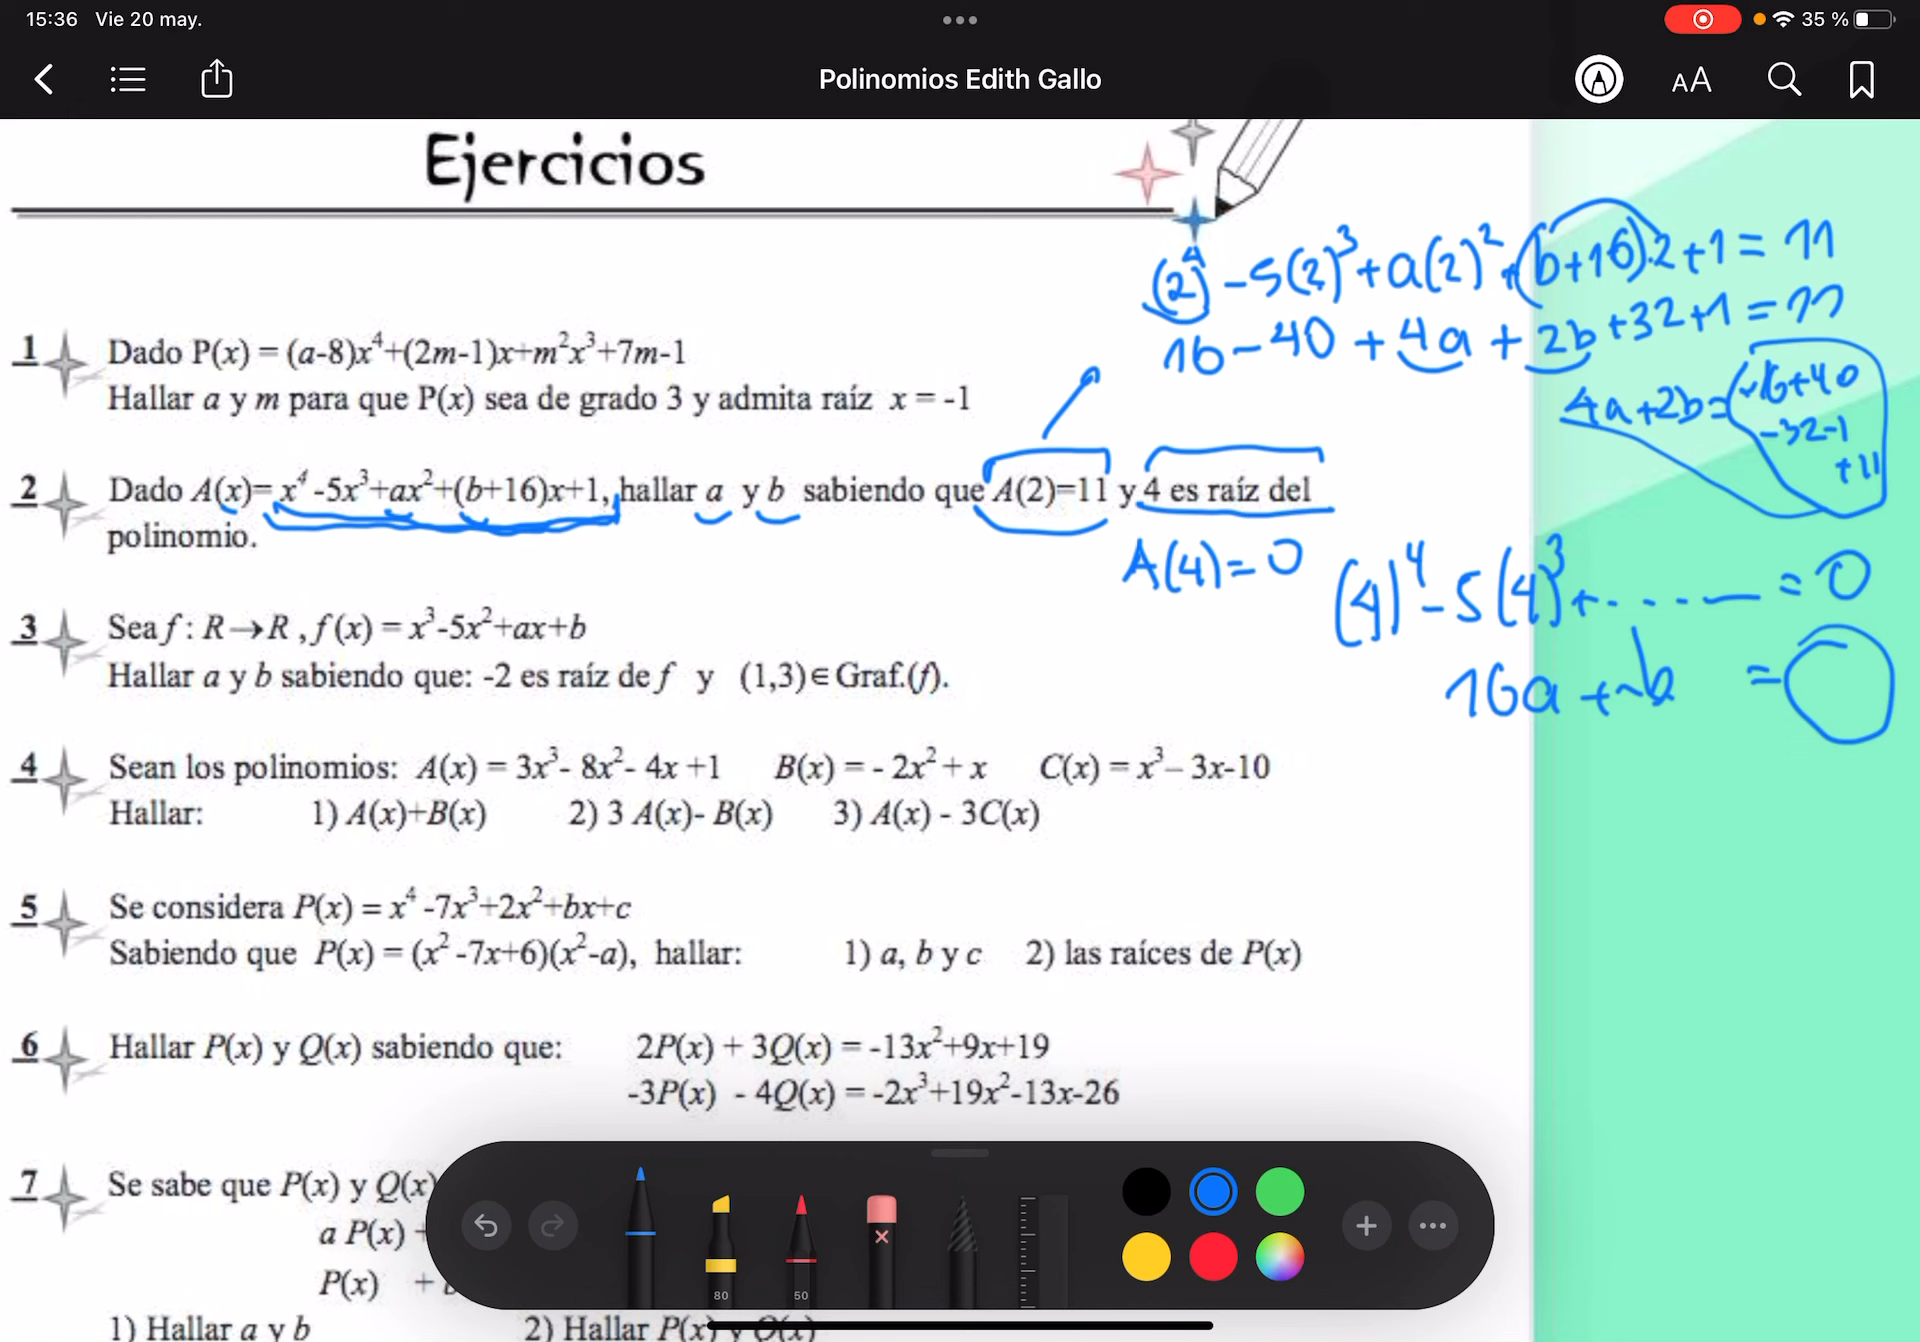 15:36 Vie 20 may.
35 %
Polinomios Edith Gallo
AA
Ejercicios
(2)⁴-5(2)³+a(2)²+(b+16).2+1=11
16-40+4a+2b+32+1=11
4a+2b=-16+40
-32-1
+11
1 Dado P(x) = (a-8)x⁴+(2m-1)x+m²x³+7m-1
Hallar a y m para que P(x) sea de grado 3 y admita raíz x = -1
2 Dado A(x)= x⁴ -5x³+ax²+(b+16)x+1, hallar a y b sabiendo que A(2)=11 y 4 es raíz del
polinomio.
A(4)=0
(4)⁴-5(4)³+.....=0
16a+ b =
3 Sea f : R→R , f(x) = x³-5x²+ax+b
Hallar a y b sabiendo que: -2 es raíz de f y (1,3)∈Graf.(f).
4 Sean los polinomios: A(x) = 3x³- 8x²- 4x +1 B(x) = - 2x² + x C(x) = x³– 3x-10
Hallar: 1) A(x)+B(x) 2) 3 A(x)- B(x) 3) A(x) - 3C(x)
5 Se considera P(x) = x⁴ -7x³+2x²+bx+c
Sabiendo que P(x) = (x² -7x+6)(x²-a), hallar: 1) a, b y c 2) las raíces de P(x)
6 Hallar P(x) y Q(x) sabiendo que: 2P(x) + 3Q(x) = -13x²+9x+19
-3P(x) - 4Q(x) = -2x³+19x²-13x-26
7 Se sabe que P(x) y Q(x)
a P(x) +
P(x) +
1) Hallar a y b 2) Hallar P(x) y Q(x)
80
50